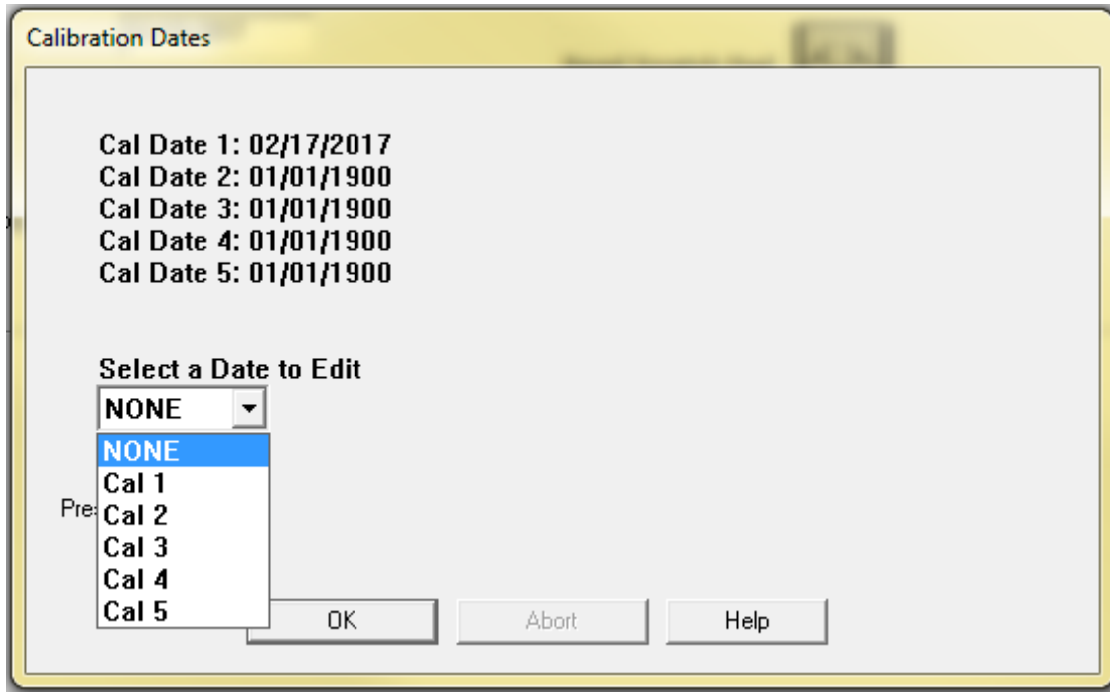 Calibration Dates
Cal Date 1: 02/17/2017
Cal Date 2: 01/01/1900
Cal Date 3: 01/01/1900
Cal Date 4: 01/01/1900
Cal Date 5: 01/01/1900
Select a Date to Edit
NONE
NONE
Cal 1
Cal 2
Cal 3
Cal 4
Cal 5
OK
Abort
Help